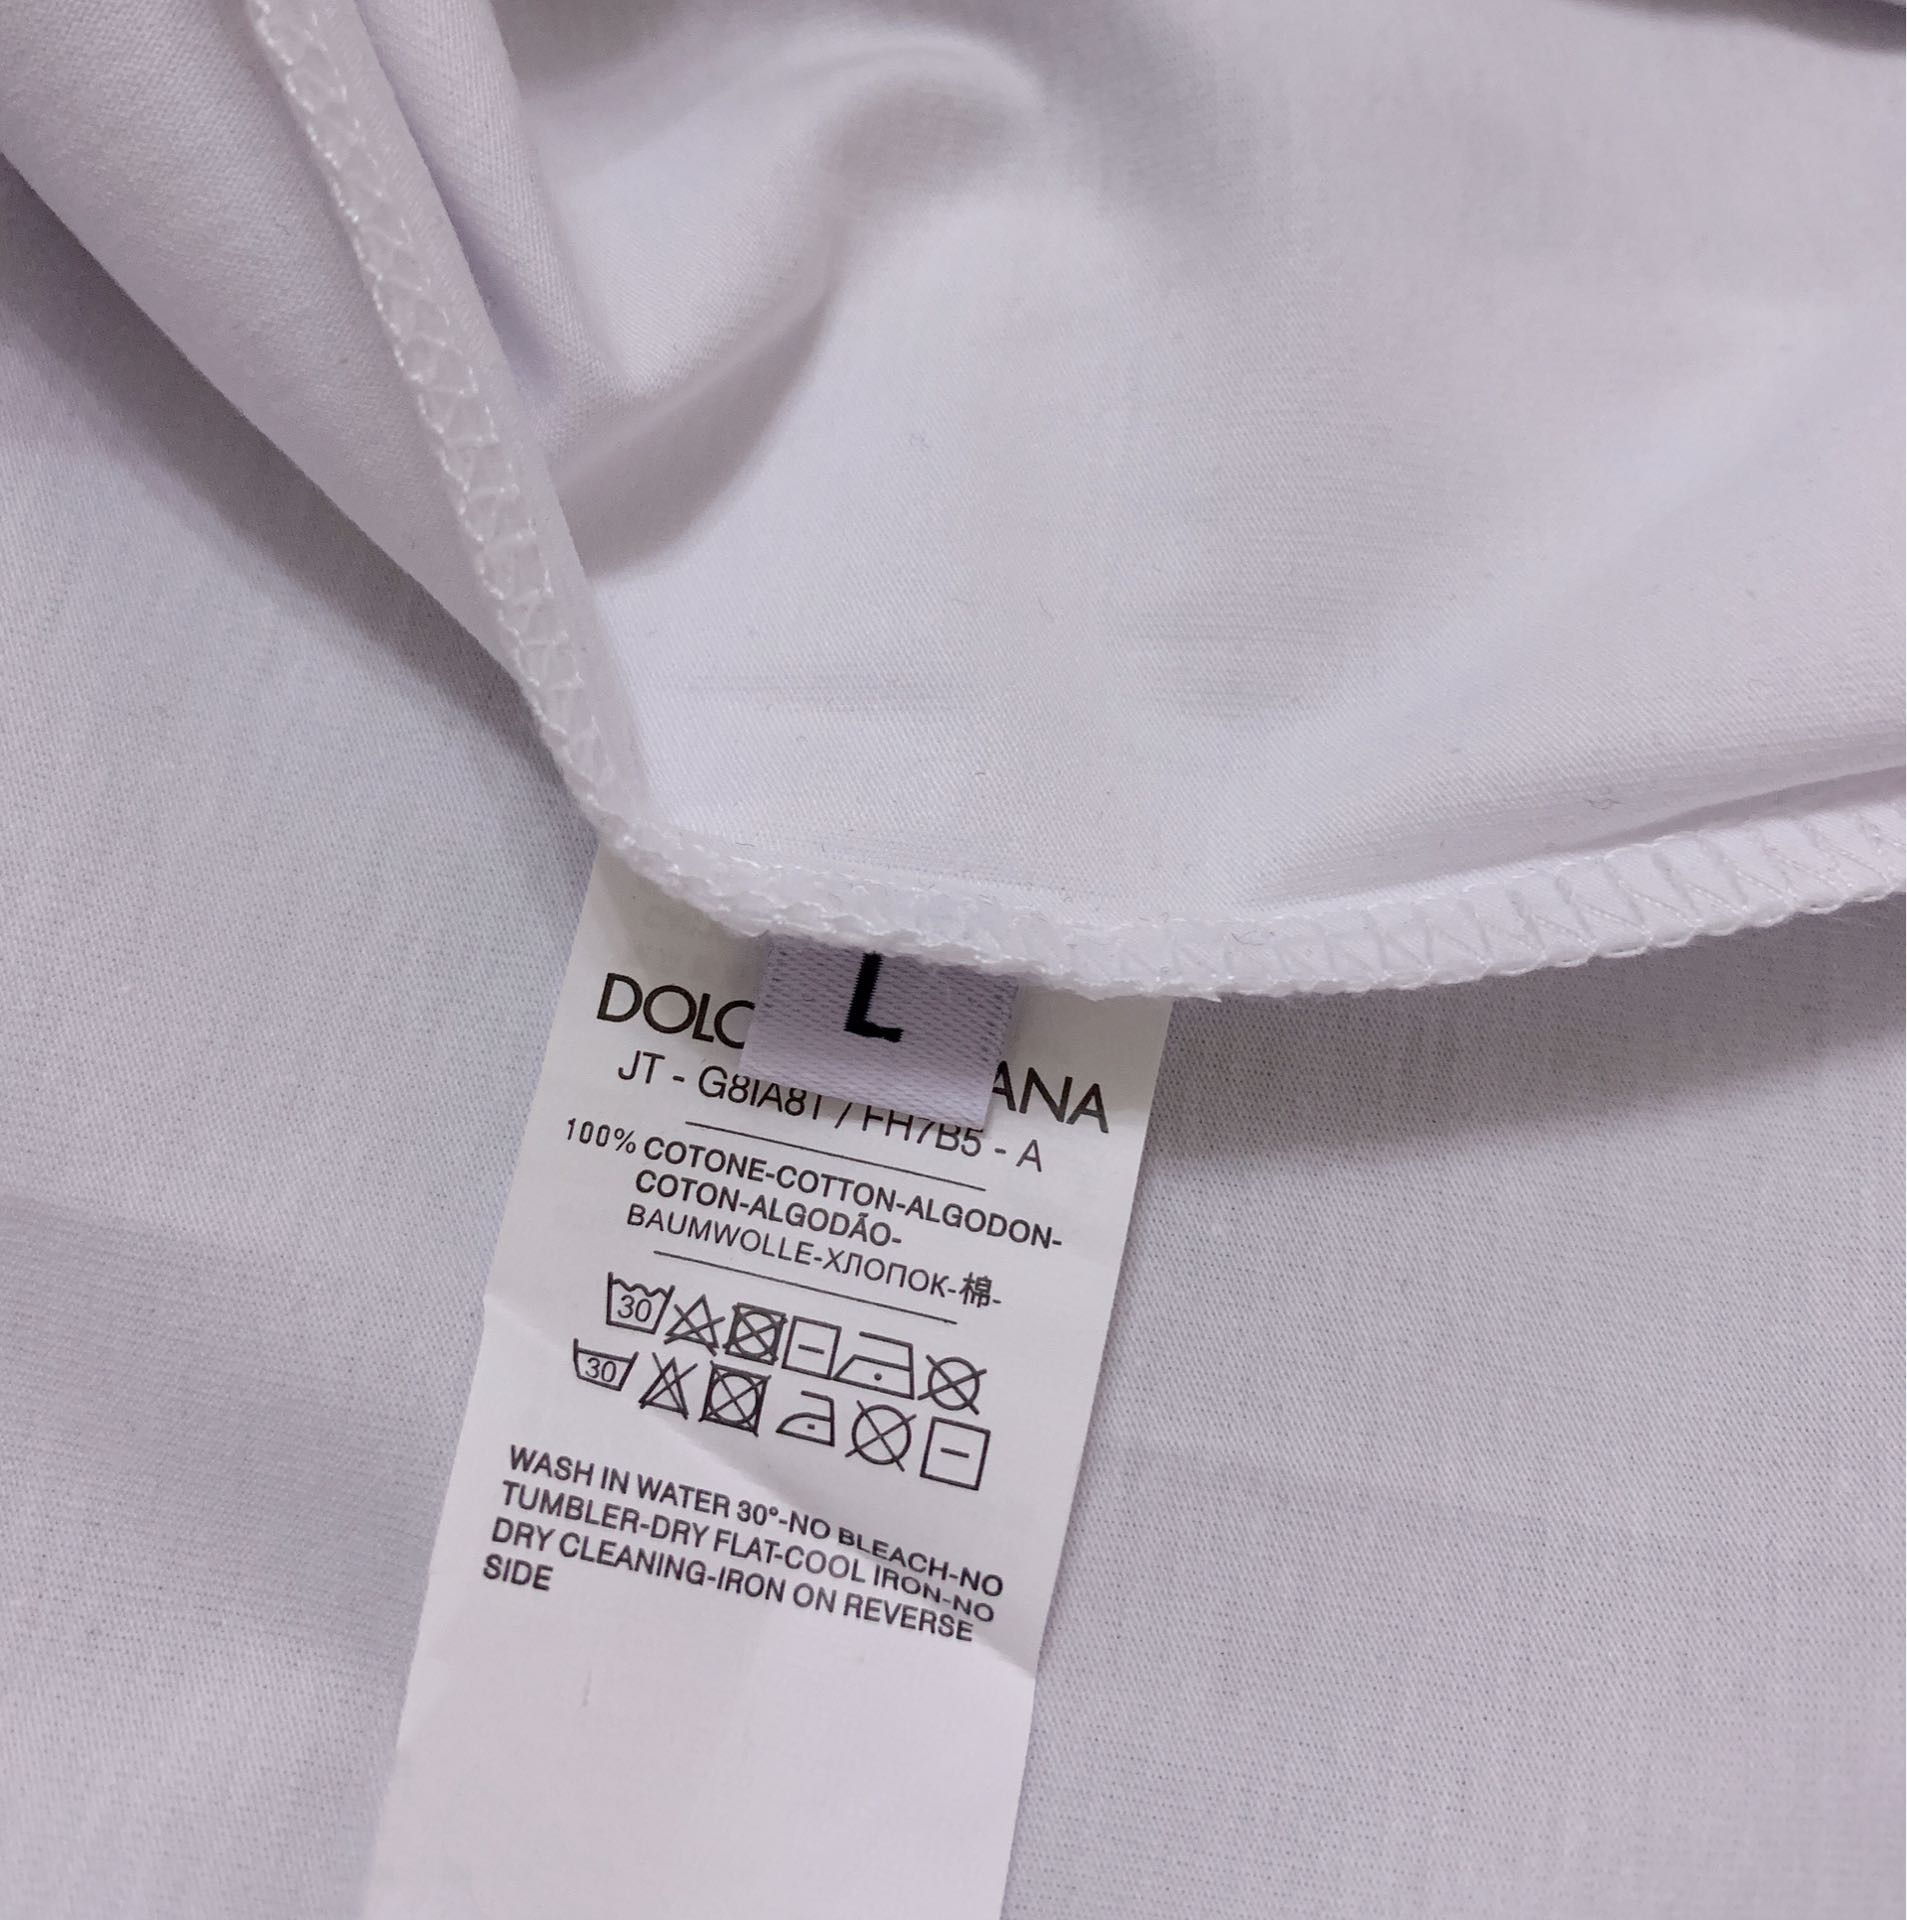 L
DOLC ANA
JT - G8IA8T / FH7B5 - A
100% COTONE-COTTON-ALGODON-
COTON-ALGODÃO-
BAUMWOLLE-ХЛОПОК-棉-
30
30
WASH IN WATER 30°-NO BLEACH-NO
TUMBLER-DRY FLAT-COOL IRON-NO
DRY CLEANING-IRON ON REVERSE
SIDE